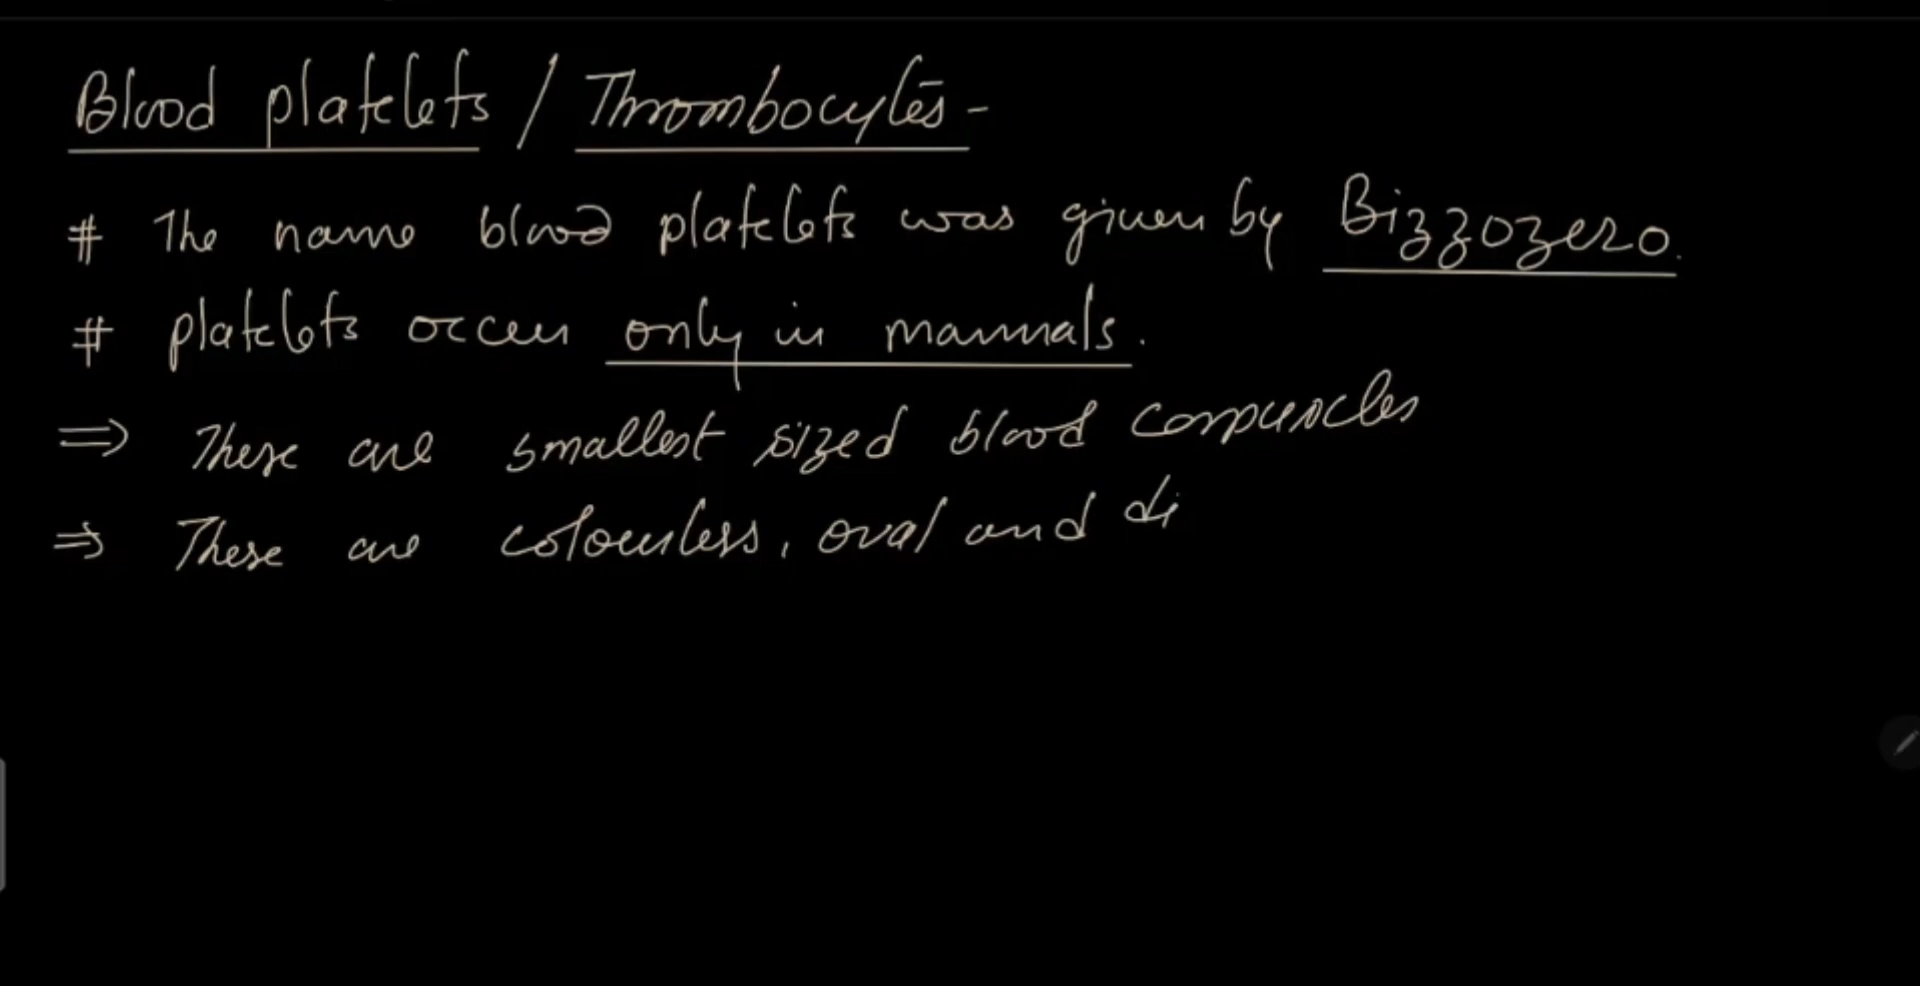 Blood platelets / Thrombocytes -
# The name blood platelets was given by Bizzozero.
# platelets occur only in mammals.
⇒ These are smallest sized blood corpuscles
⇒ These are colourless, oval and di